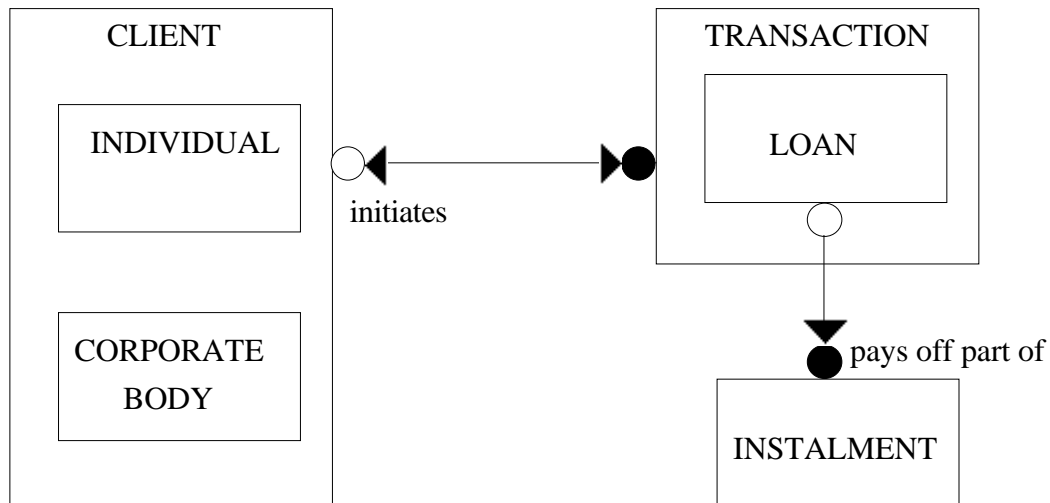 CLIENT
TRANSACTION
INDIVIDUAL
LOAN
initiates
CORPORATE
BODY
pays off part of
INSTALMENT